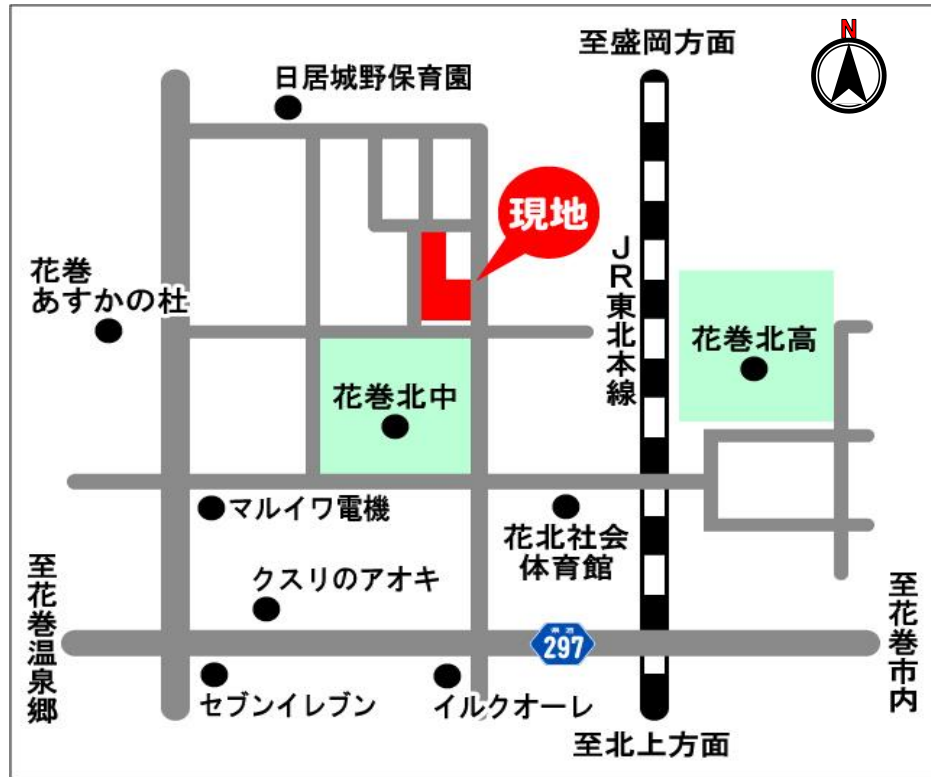 至盛岡方面
N
日居城野保育園
現地
JR東北本線
花巻
あすかの杜
花巻北高
花巻北中
マルイワ電機
花北社会
体育館
クスリのアオキ
至花巻温泉郷
至花巻市内
県道
297
セブンイレブン
イルクオーレ
至北上方面